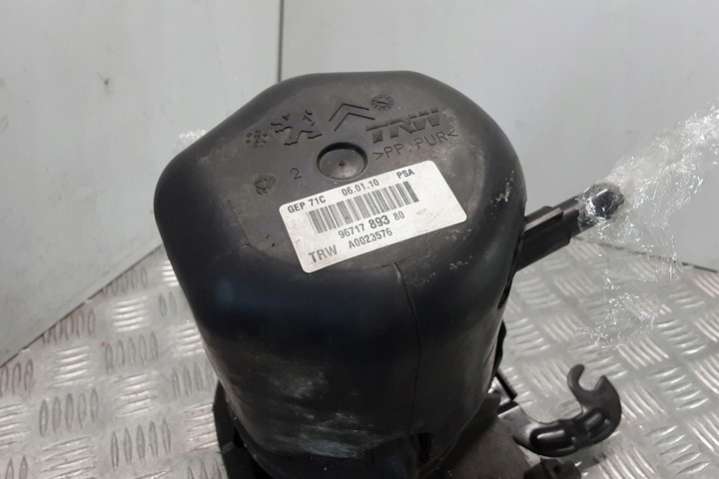 TRW
>PP.PUR<
2
GEP 71C 06.01.10 PSA
96717 893 80
TRW A0023576